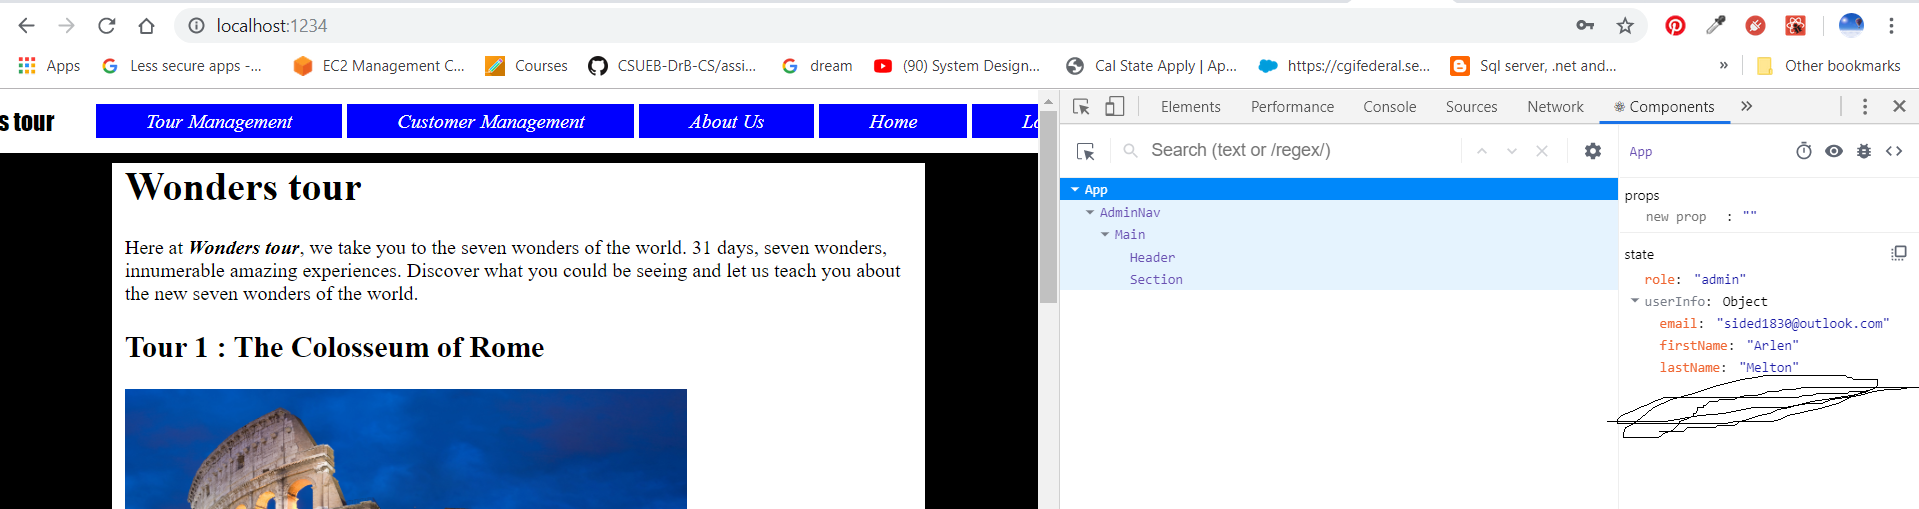 localhost:1234
Apps Less secure apps -... EC2 Management C... Courses CSUEB-DrB-CS/assi... dream (90) System Design... Cal State Apply | Ap... https://cgifederal.se... Sql server, .net and... » Other bookmarks
s tour Tour Management Customer Management About Us Home Lo
Wonders tour
Here at Wonders tour, we take you to the seven wonders of the world. 31 days, seven wonders,
innumerable amazing experiences. Discover what you could be seeing and let us teach you about
the new seven wonders of the world.
Tour 1 : The Colosseum of Rome
Elements Performance Console Sources Network Components »
Search (text or /regex/)
App
AdminNav
Main
Header
Section
App
props
new prop : ""
state
role: "admin"
userInfo: Object
email: "sided1830@outlook.com"
firstName: "Arlen"
lastName: "Melton"